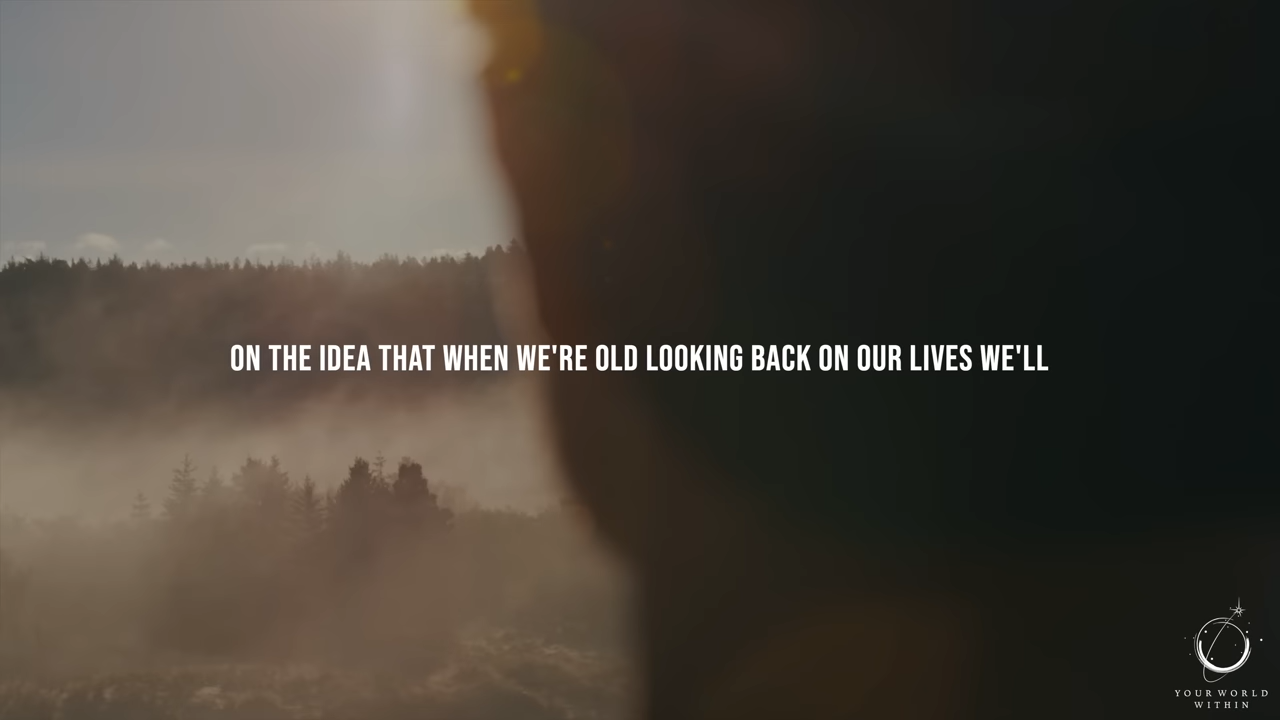 ON THE IDEA THAT WHEN WE'RE OLD LOOKING BACK ON OUR LIVES WE'LL
YOUR WORLD
WITHIN